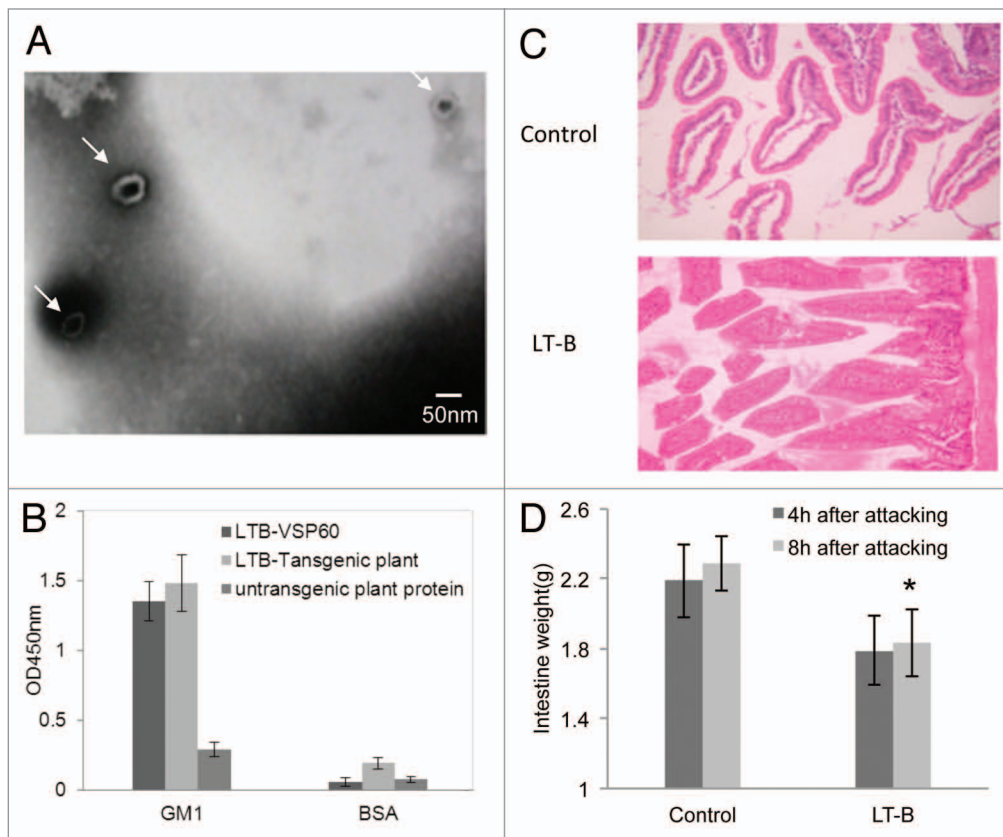 A
50nm
B
2
1.5
1
0.5
0
OD450nm
LTB-VSP60
LTB-Tansgenic plant
untransgenic plant protein
GM1
BSA
C
Control
LT-B
D
2.6
2.2
1.8
1.4
1
Intestine weight(g)
4h after attacking
8h after attacking
*
Control
LT-B